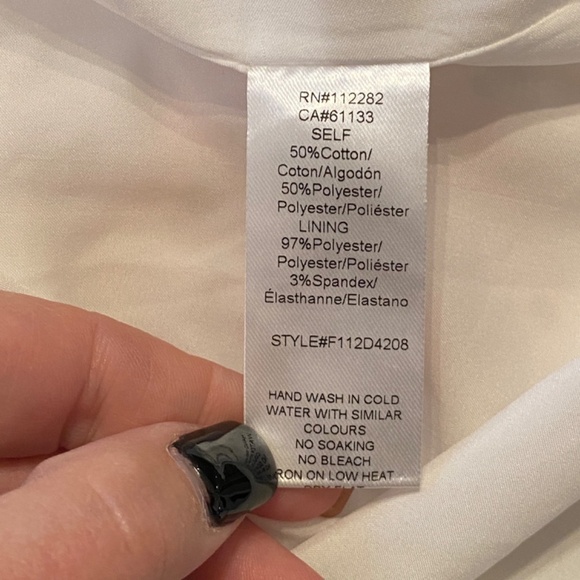 RN#112282
CA#61133
SELF
50%Cotton/
Coton/Algodón
50%Polyester/
Polyester/Poliéster
LINING
97%Polyester/
Polyester/Poliéster
3%Spandex/
Élasthanne/Elastano
STYLE#F112D4208
HAND WASH IN COLD
WATER WITH SIMILAR
COLOURS
NO SOAKING
NO BLEACH
RON ON LOW HEAT